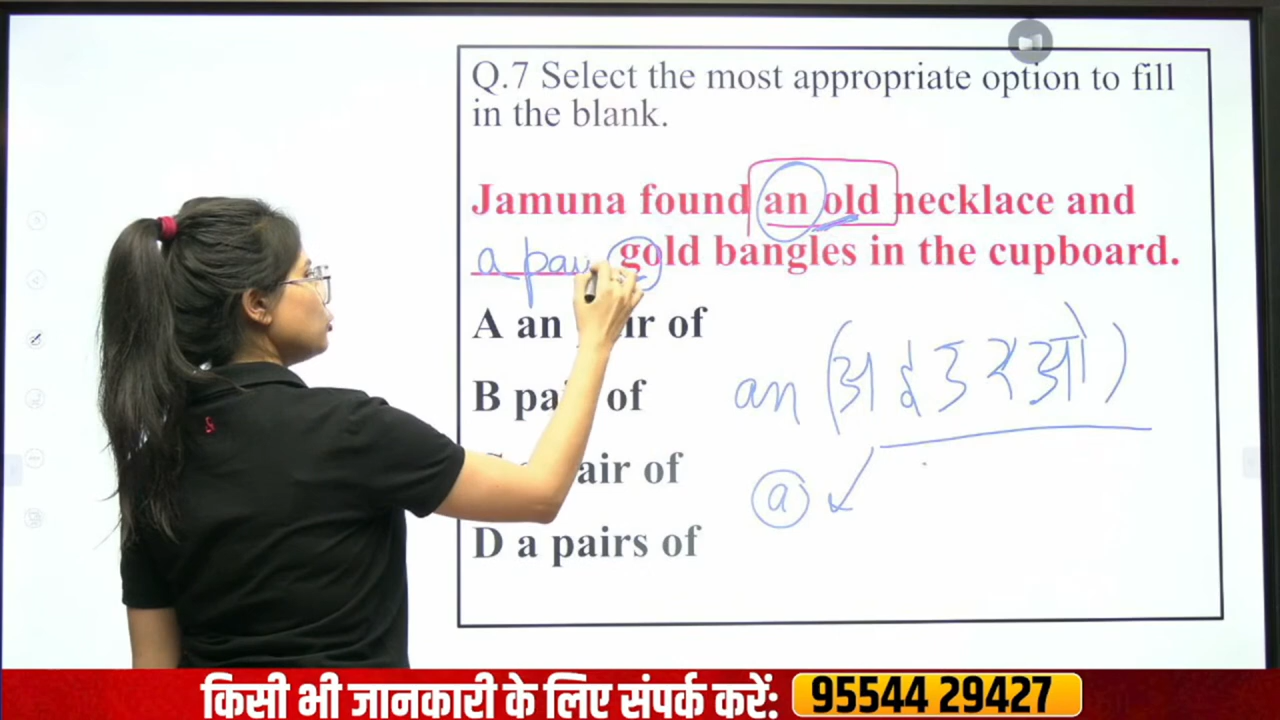 Q.7 Select the most appropriate option to fill
in the blank.
Jamuna found an old necklace and
a pair gold bangles in the cupboard.
A an of
B of
air of
D a pairs of
an (अ इ उ ए ओ)
a
किसी भी जानकारी के लिए संपर्क करें: 95544 29427